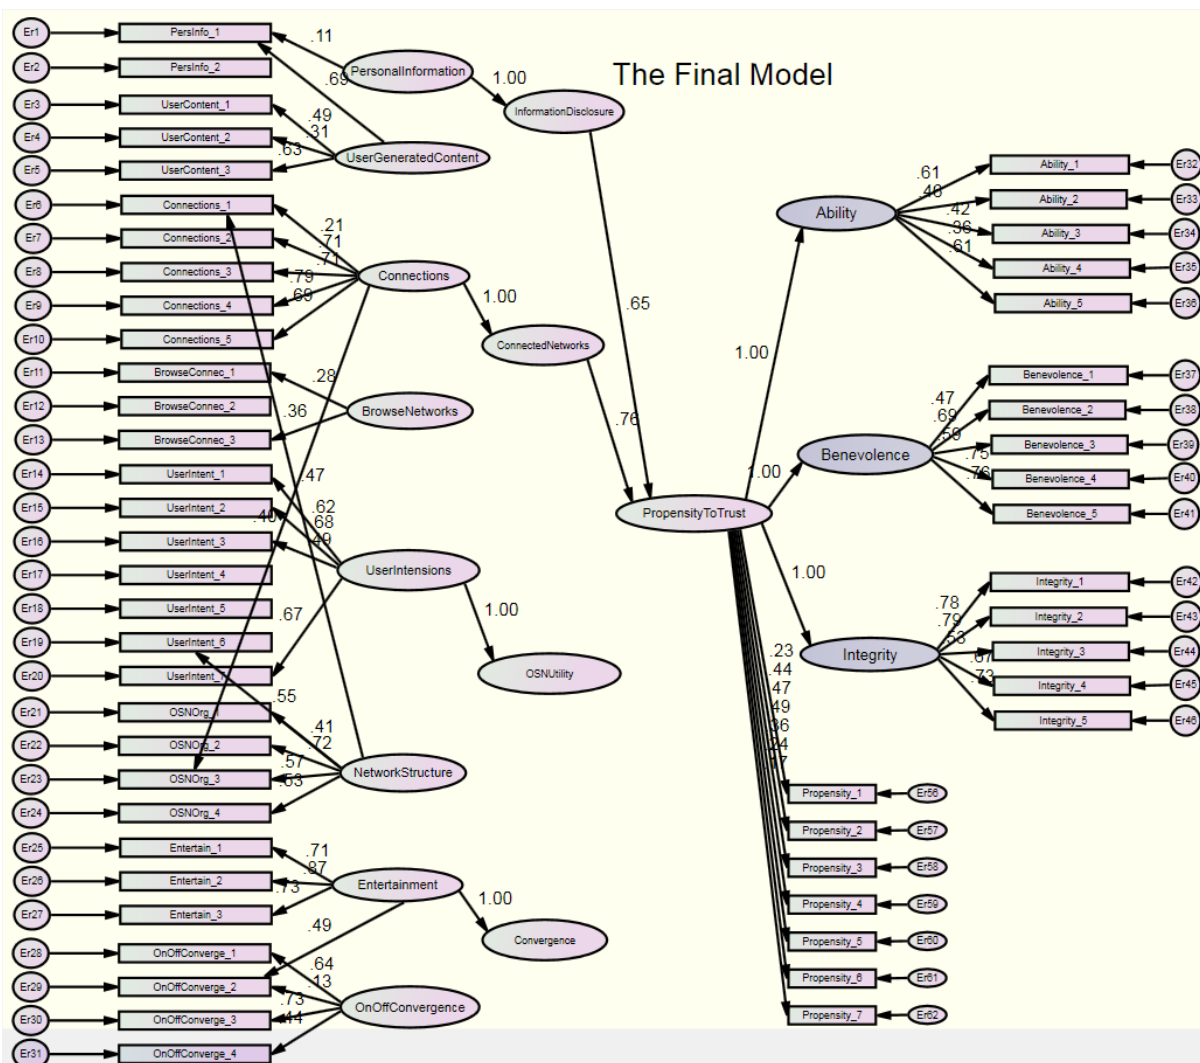 The Final Model
Er1 PersInfo_1 .11
Er2 PersInfo_2 .69 PersonalInformation 1.00
InformationDisclosure
Er3 UserContent_1 .49
Er4 UserContent_2 .31
Er5 UserContent_3 .63 UserGeneratedContent
Er6 Connections_1 .21
Er7 Connections_2 .71
Er8 Connections_3 .71 Connections
Er9 Connections_4 .79 1.00
Er10 Connections_5 .69 ConnectedNetworks
.65
Er11 BrowseConnec_1 .28
Er12 BrowseConnec_2 .36 BrowseNetworks
.76
Er13 BrowseConnec_3
Er14 UserIntent_1 .47
Er15 UserIntent_2 .62
.40 .68
Er16 UserIntent_3 .49
Er17 UserIntent_4 UserIntensions
Er18 UserIntent_5 .67 1.00
Er19 UserIntent_6
Er20 UserIntent_7 OSNUtility
.55
Er21 OSNOrg_1 .41
Er22 OSNOrg_2 .72
.57
Er23 OSNOrg_3 .53 NetworkStructure
Er24 OSNOrg_4
Er25 Entertain_1 .71
Er26 Entertain_2 .87 Entertainment 1.00
Er27 Entertain_3 .73
.49 Convergence
Er28 OnOffConverge_1 .64
Er29 OnOffConverge_2 .13
.73 OnOffConvergence
Er30 OnOffConverge_3 .44
Er31 OnOffConverge_4
PropensityToTrust
1.00
Ability
.61 Ability_1 Er32
.46 Ability_2 Er33
.42 Ability_3 Er34
.36 Ability_4 Er35
.61 Ability_5 Er36
1.00
Benevolence
.47 Benevolence_1 Er37
.69 Benevolence_2 Er38
.59 Benevolence_3 Er39
.75 Benevolence_4 Er40
.76 Benevolence_5 Er41
1.00
Integrity
.78 Integrity_1 Er42
.79 Integrity_2 Er43
.53 Integrity_3 Er44
.67 Integrity_4 Er45
.73 Integrity_5 Er46
.23 Propensity_1 Er56
.44 Propensity_2 Er57
.47 Propensity_3 Er58
.49 Propensity_4 Er59
.36 Propensity_5 Er60
.24 Propensity_6 Er61
.17 Propensity_7 Er62